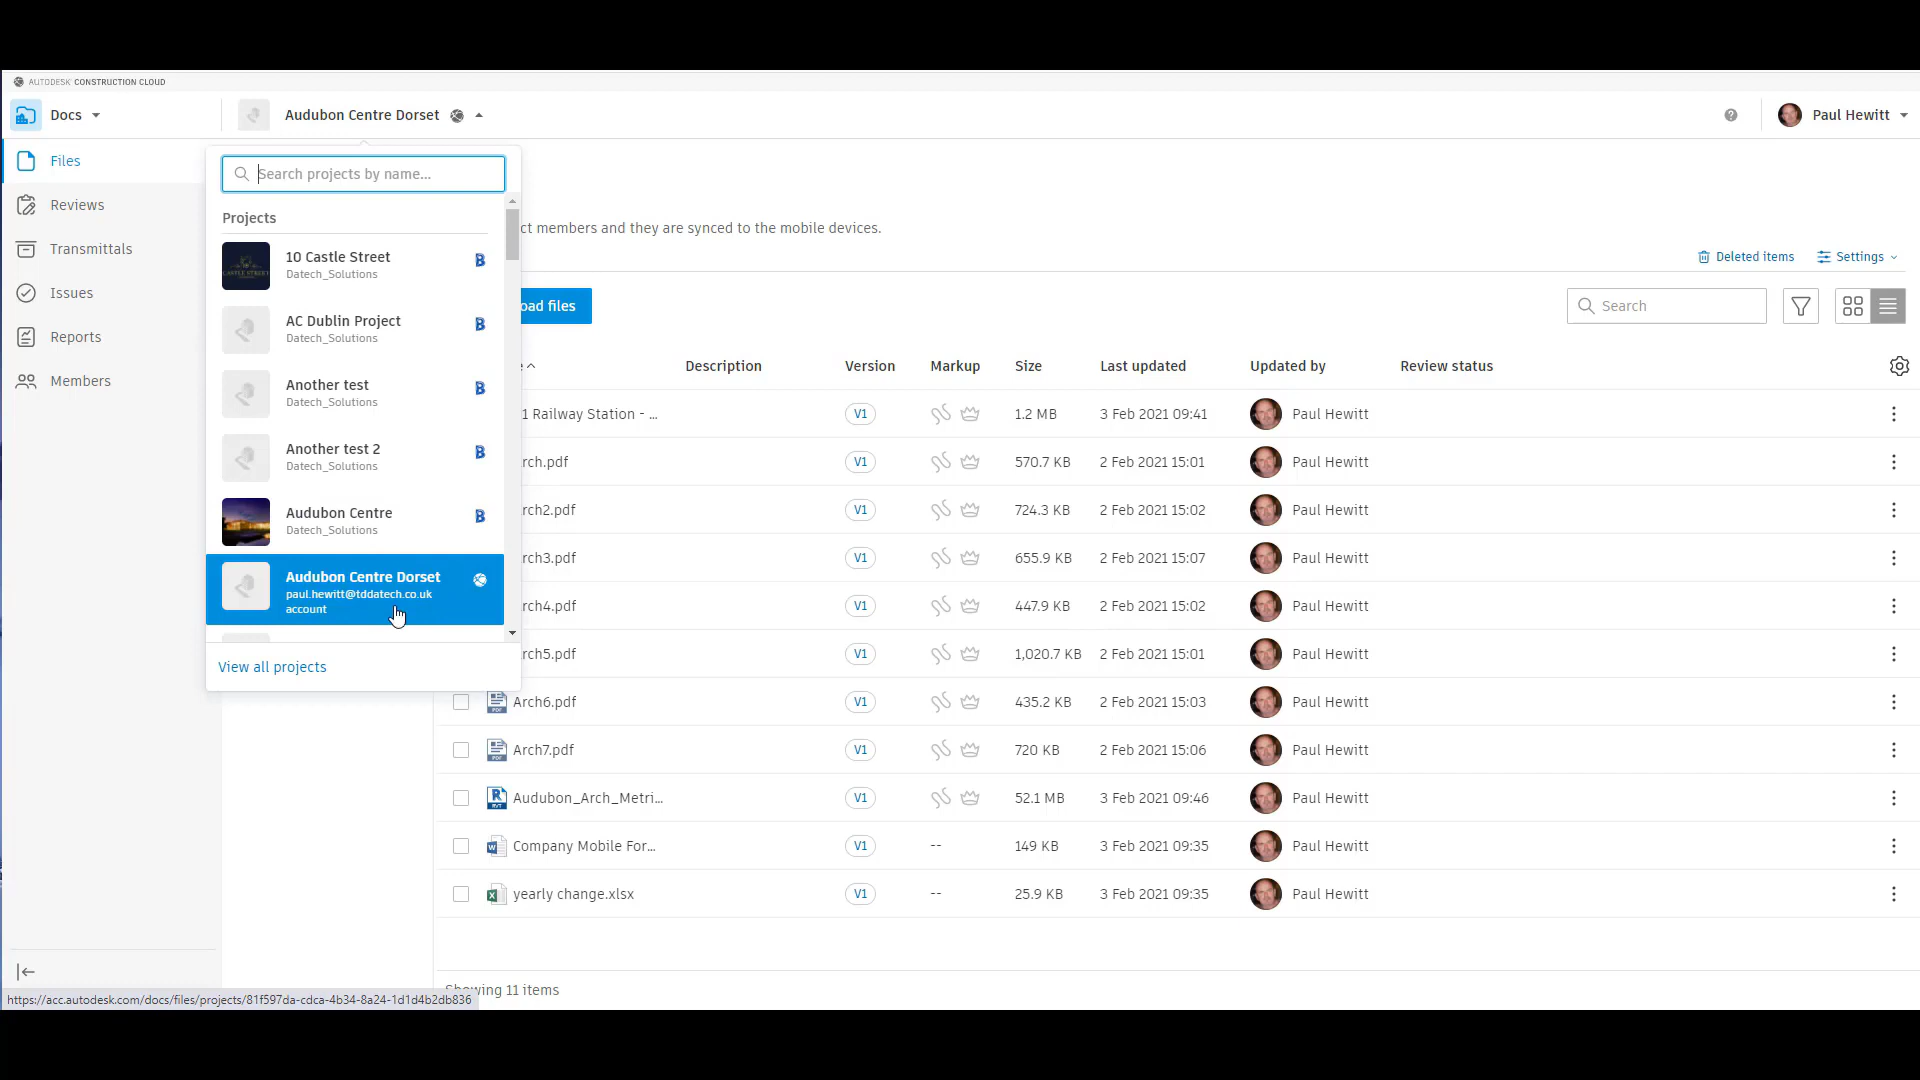 AUTODESK CONSTRUCTION CLOUD
Docs
Audubon Centre Dorset
Paul Hewitt
Files
Reviews
Transmittals
Issues
Reports
Members
Search projects by name...
Projects
10 Castle Street
Datech_Solutions
AC Dublin Project
Datech_Solutions
Another test
Datech_Solutions
Another test 2
Datech_Solutions
Audubon Centre
Datech_Solutions
Audubon Centre Dorset
paul.hewitt@tddatech.co.uk
account
View all projects
ct members and they are synced to the mobile devices.
Deleted items Settings
oad files
Search
e Description Version Markup Size Last updated Updated by Review status
1 Railway Station - ... V1 1.2 MB 3 Feb 2021 09:41 Paul Hewitt
rch.pdf V1 570.7 KB 2 Feb 2021 15:01 Paul Hewitt
rch2.pdf V1 724.3 KB 2 Feb 2021 15:02 Paul Hewitt
rch3.pdf V1 655.9 KB 2 Feb 2021 15:07 Paul Hewitt
rch4.pdf V1 447.9 KB 2 Feb 2021 15:02 Paul Hewitt
rch5.pdf V1 1,020.7 KB 2 Feb 2021 15:01 Paul Hewitt
Arch6.pdf V1 435.2 KB 2 Feb 2021 15:03 Paul Hewitt
Arch7.pdf V1 720 KB 2 Feb 2021 15:06 Paul Hewitt
Audubon_Arch_Metri... V1 52.1 MB 3 Feb 2021 09:46 Paul Hewitt
Company Mobile For... V1 -- 149 KB 3 Feb 2021 09:35 Paul Hewitt
yearly change.xlsx V1 -- 25.9 KB 3 Feb 2021 09:35 Paul Hewitt
Showing 11 items
https://acc.autodesk.com/docs/files/projects/81f597da-cdca-4b34-8a24-1d1d4b2db836